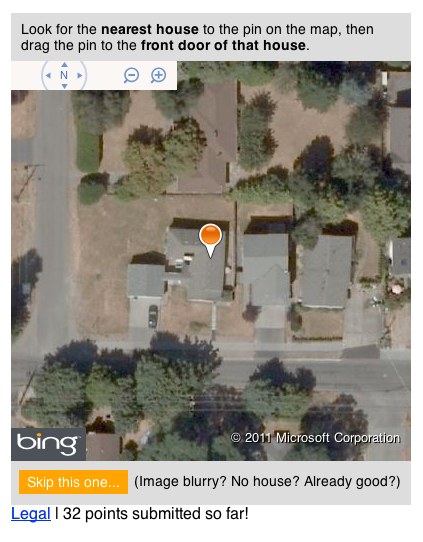 Look for the nearest house to the pin on the map, then
drag the pin to the front door of that house.
N
bing
© 2011 Microsoft Corporation
Skip this one... (Image blurry? No house? Already good?)
Legal | 32 points submitted so far!